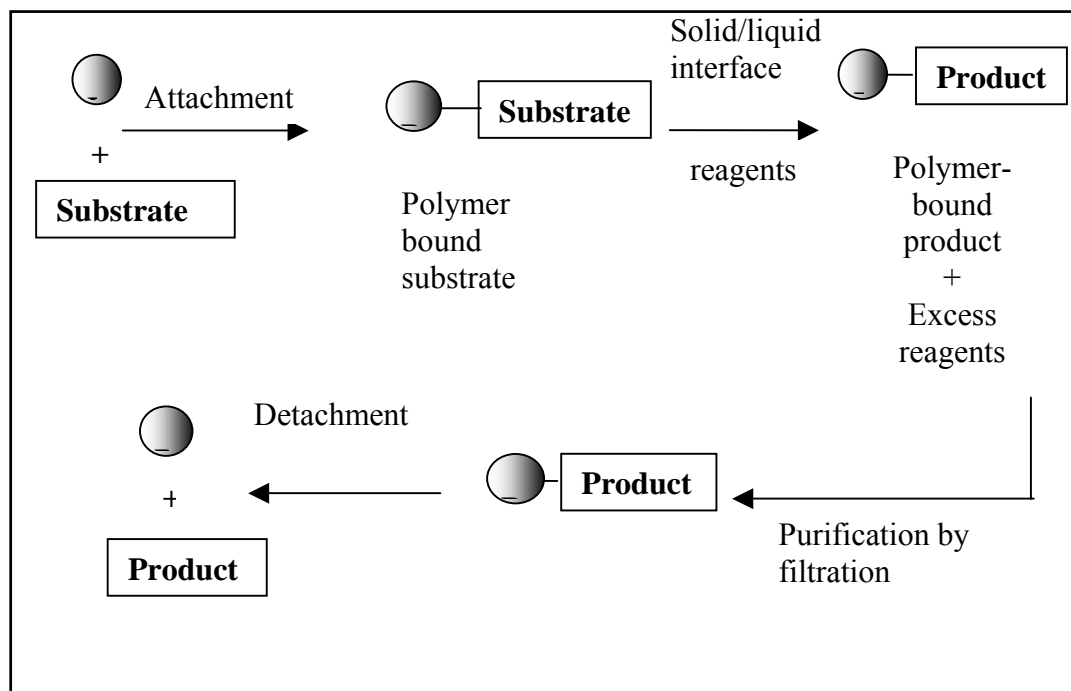 Attachment
+
Substrate
Substrate
Polymer
bound
substrate
Solid/liquid
interface
reagents
Product
Polymer-
bound
product
+
Excess
reagents
Purification by
filtration
Product
Detachment
+
Product